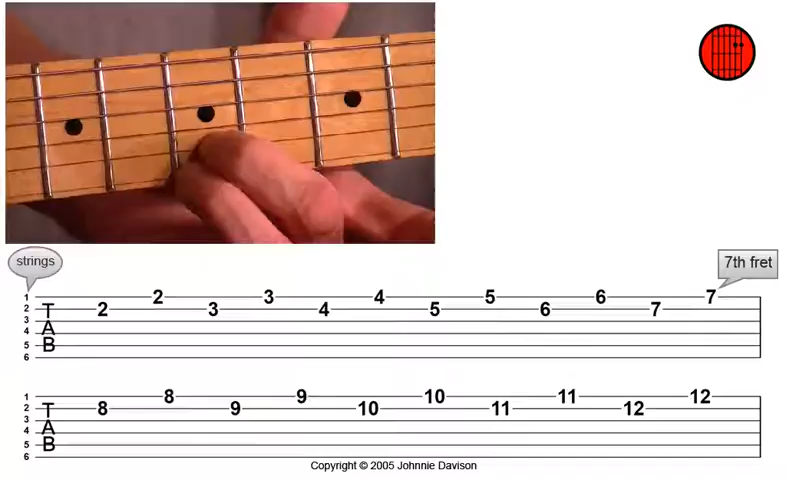 strings
7th fret
1 2 2 3 3 4 4 5 5 6 6 7 7
T
A
B
1
2
3
4
5
6
8 8 9 9 10 10 11 11 12 12
T
A
B
1
2
3
4
5
6
Copyright © 2005 Johnnie Davison